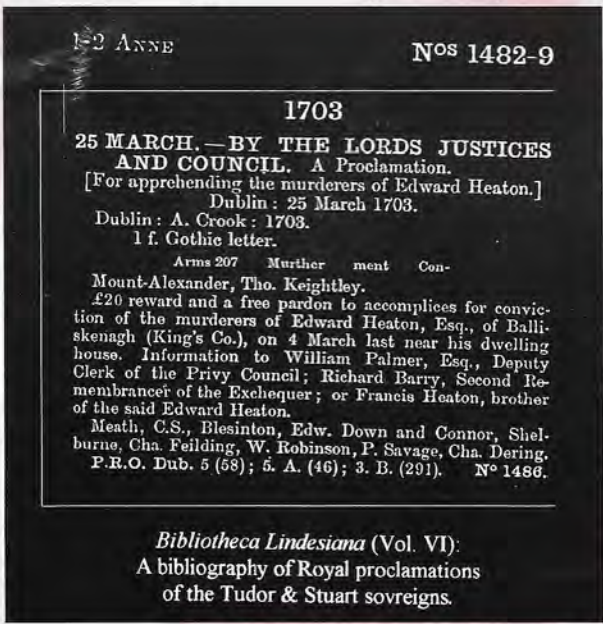 1-2 ANNE
Nos 1482-9
1703
25 MARCH.—BY THE LORDS JUSTICES
AND COUNCIL. A Proclamation.
[For apprehending the murderers of Edward Heaton.]
Dublin: 25 March 1703.
Dublin: A. Crook: 1703.
1 f. Gothic letter.
Arms 207 Murther ment Con-
Mount-Alexander, Tho. Keightley.
£20 reward and a free pardon to accomplices for convic-
tion of the murderers of Edward Heaton, Esq., of Balli-
skenagh (King's Co.), on 4 March last near his dwelling
house. Information to William Palmer, Esq., Deputy
Clerk of the Privy Council; Richard Barry, Second Re-
membrancer of the Exchequer; or Francis Heaton, brother
of the said Edward Heaton.
Meath, C.S., Blesinton, Edw. Down and Connor, Shel-
burne, Cha. Feilding, W. Robinson, P. Savage, Cha. Dering.
P.R.O. Dub. 5 (58); 5. A. (46); 3. B. (291). No 1486.
Bibliotheca Lindesiana (Vol. VI):
A bibliography of Royal proclamations
of the Tudor & Stuart sovreigns.